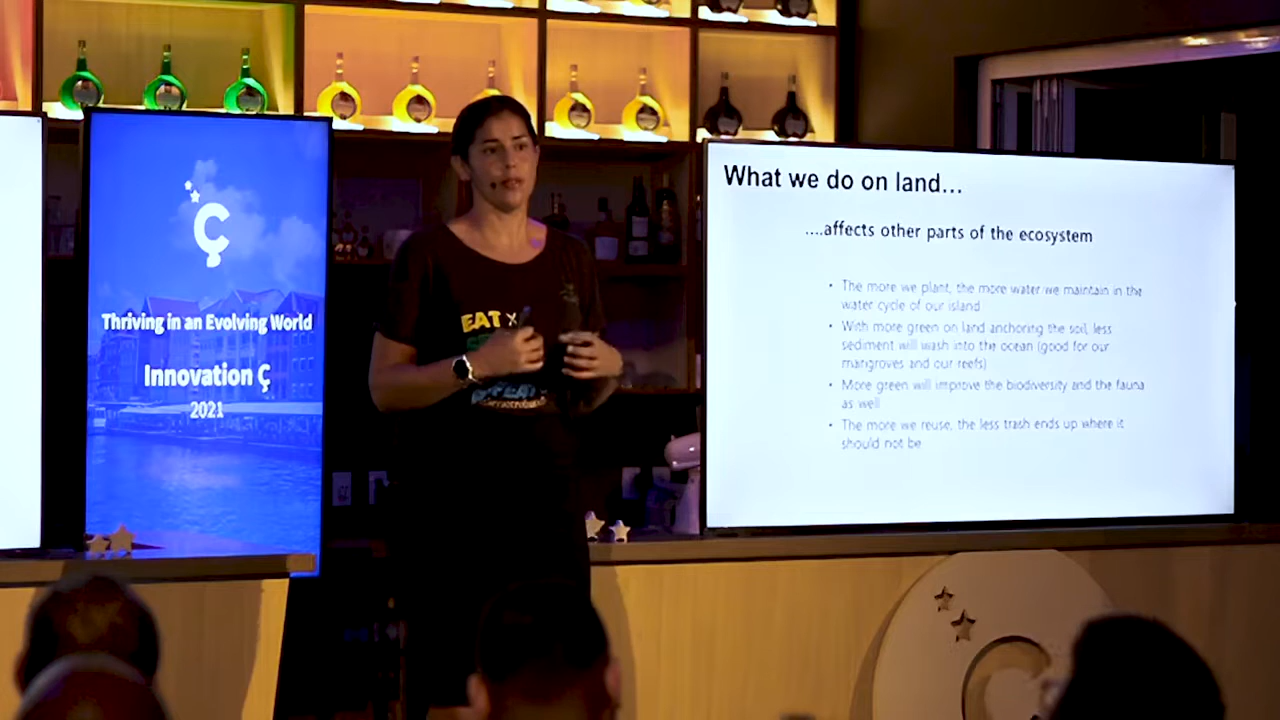 Ç
Thriving in an Evolving World
Innovation Ç
2021
EAT
What we do on land...
....affects other parts of the ecosystem
• The more we plant, the more water we maintain in the
water cycle of our island
• With more green on land anchoring the soil, less
sediment will wash into the ocean (good for our
mangroves and our reefs)
• More green will improve the biodiversity and the fauna
as well
• The more we reuse, the less trash ends up where it
should not be